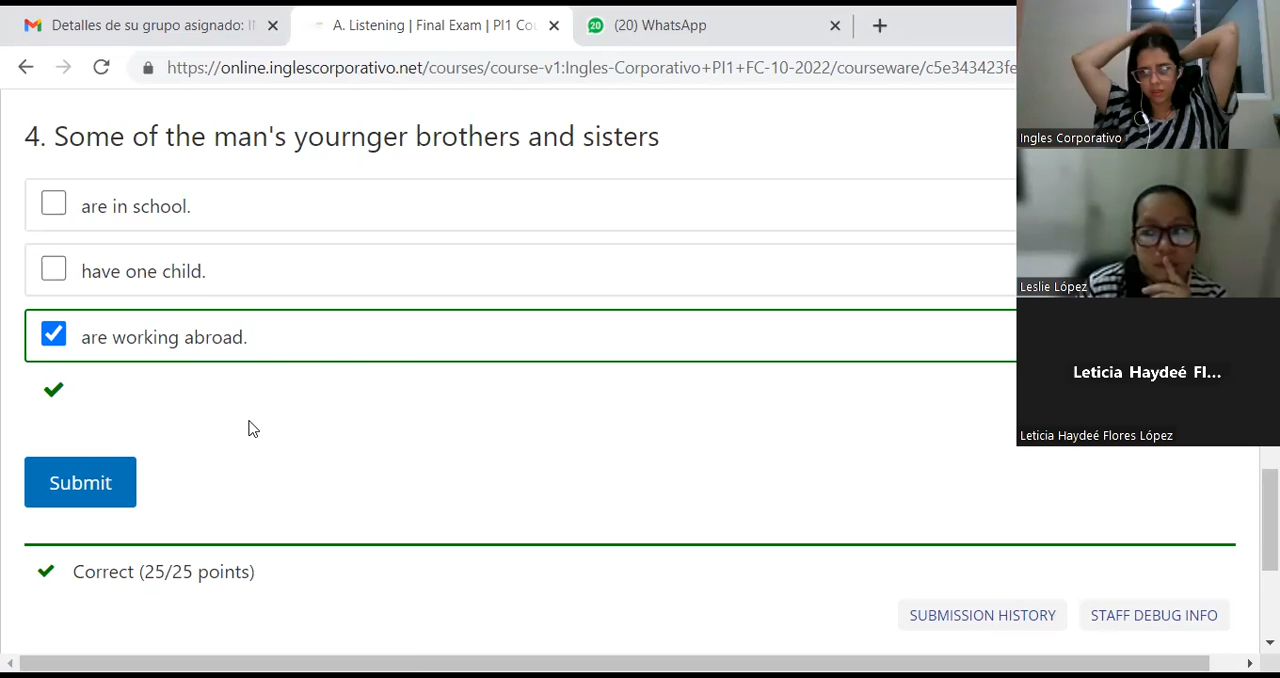 Detalles de su grupo asignado: I
A. Listening | Final Exam | PI1 Cou
20 (20) WhatsApp
https://online.inglescorporativo.net/courses/course-v1:Ingles-Corporativo+PI1+FC-10-2022/courseware/c5e343423fe
4. Some of the man's yournger brothers and sisters
are in school.
have one child.
are working abroad.
Submit
Correct (25/25 points)
SUBMISSION HISTORY STAFF DEBUG INFO
Ingles Corporativo
Leslie López
Leticia Haydeé Fl...
Leticia Haydeé Flores López